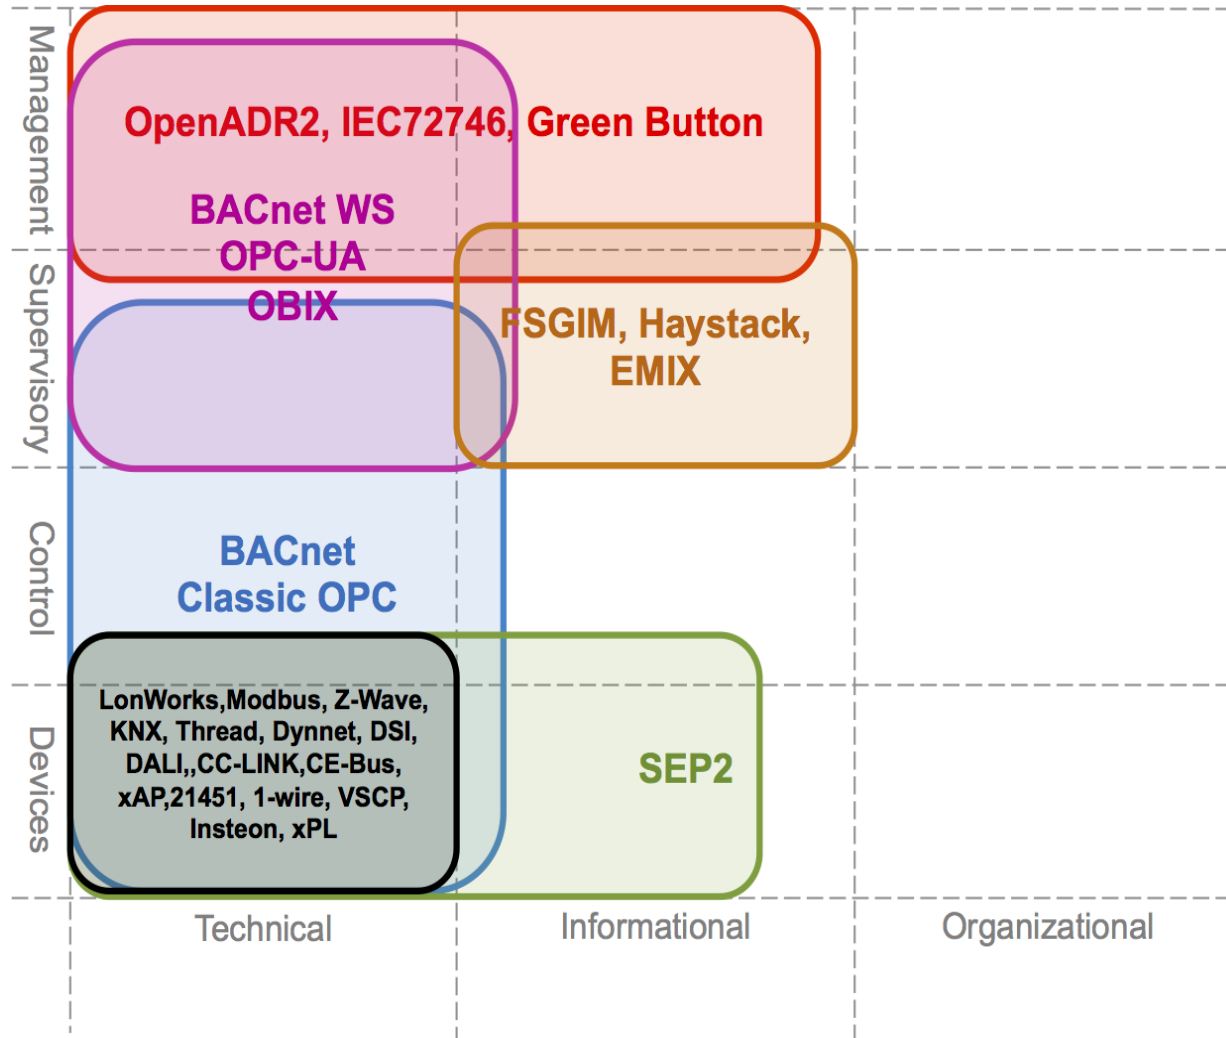 Management
OpenADR2, IEC72746, Green Button
BACnet WS
OPC-UA
OBIX
Supervisory
FSGIM, Haystack,
EMIX
Control
BACnet
Classic OPC
Devices
LonWorks,Modbus, Z-Wave,
KNX, Thread, Dynnet, DSI,
DALI,,CC-LINK,CE-Bus,
xAP,21451, 1-wire, VSCP,
Insteon, xPL
SEP2
Technical
Informational
Organizational